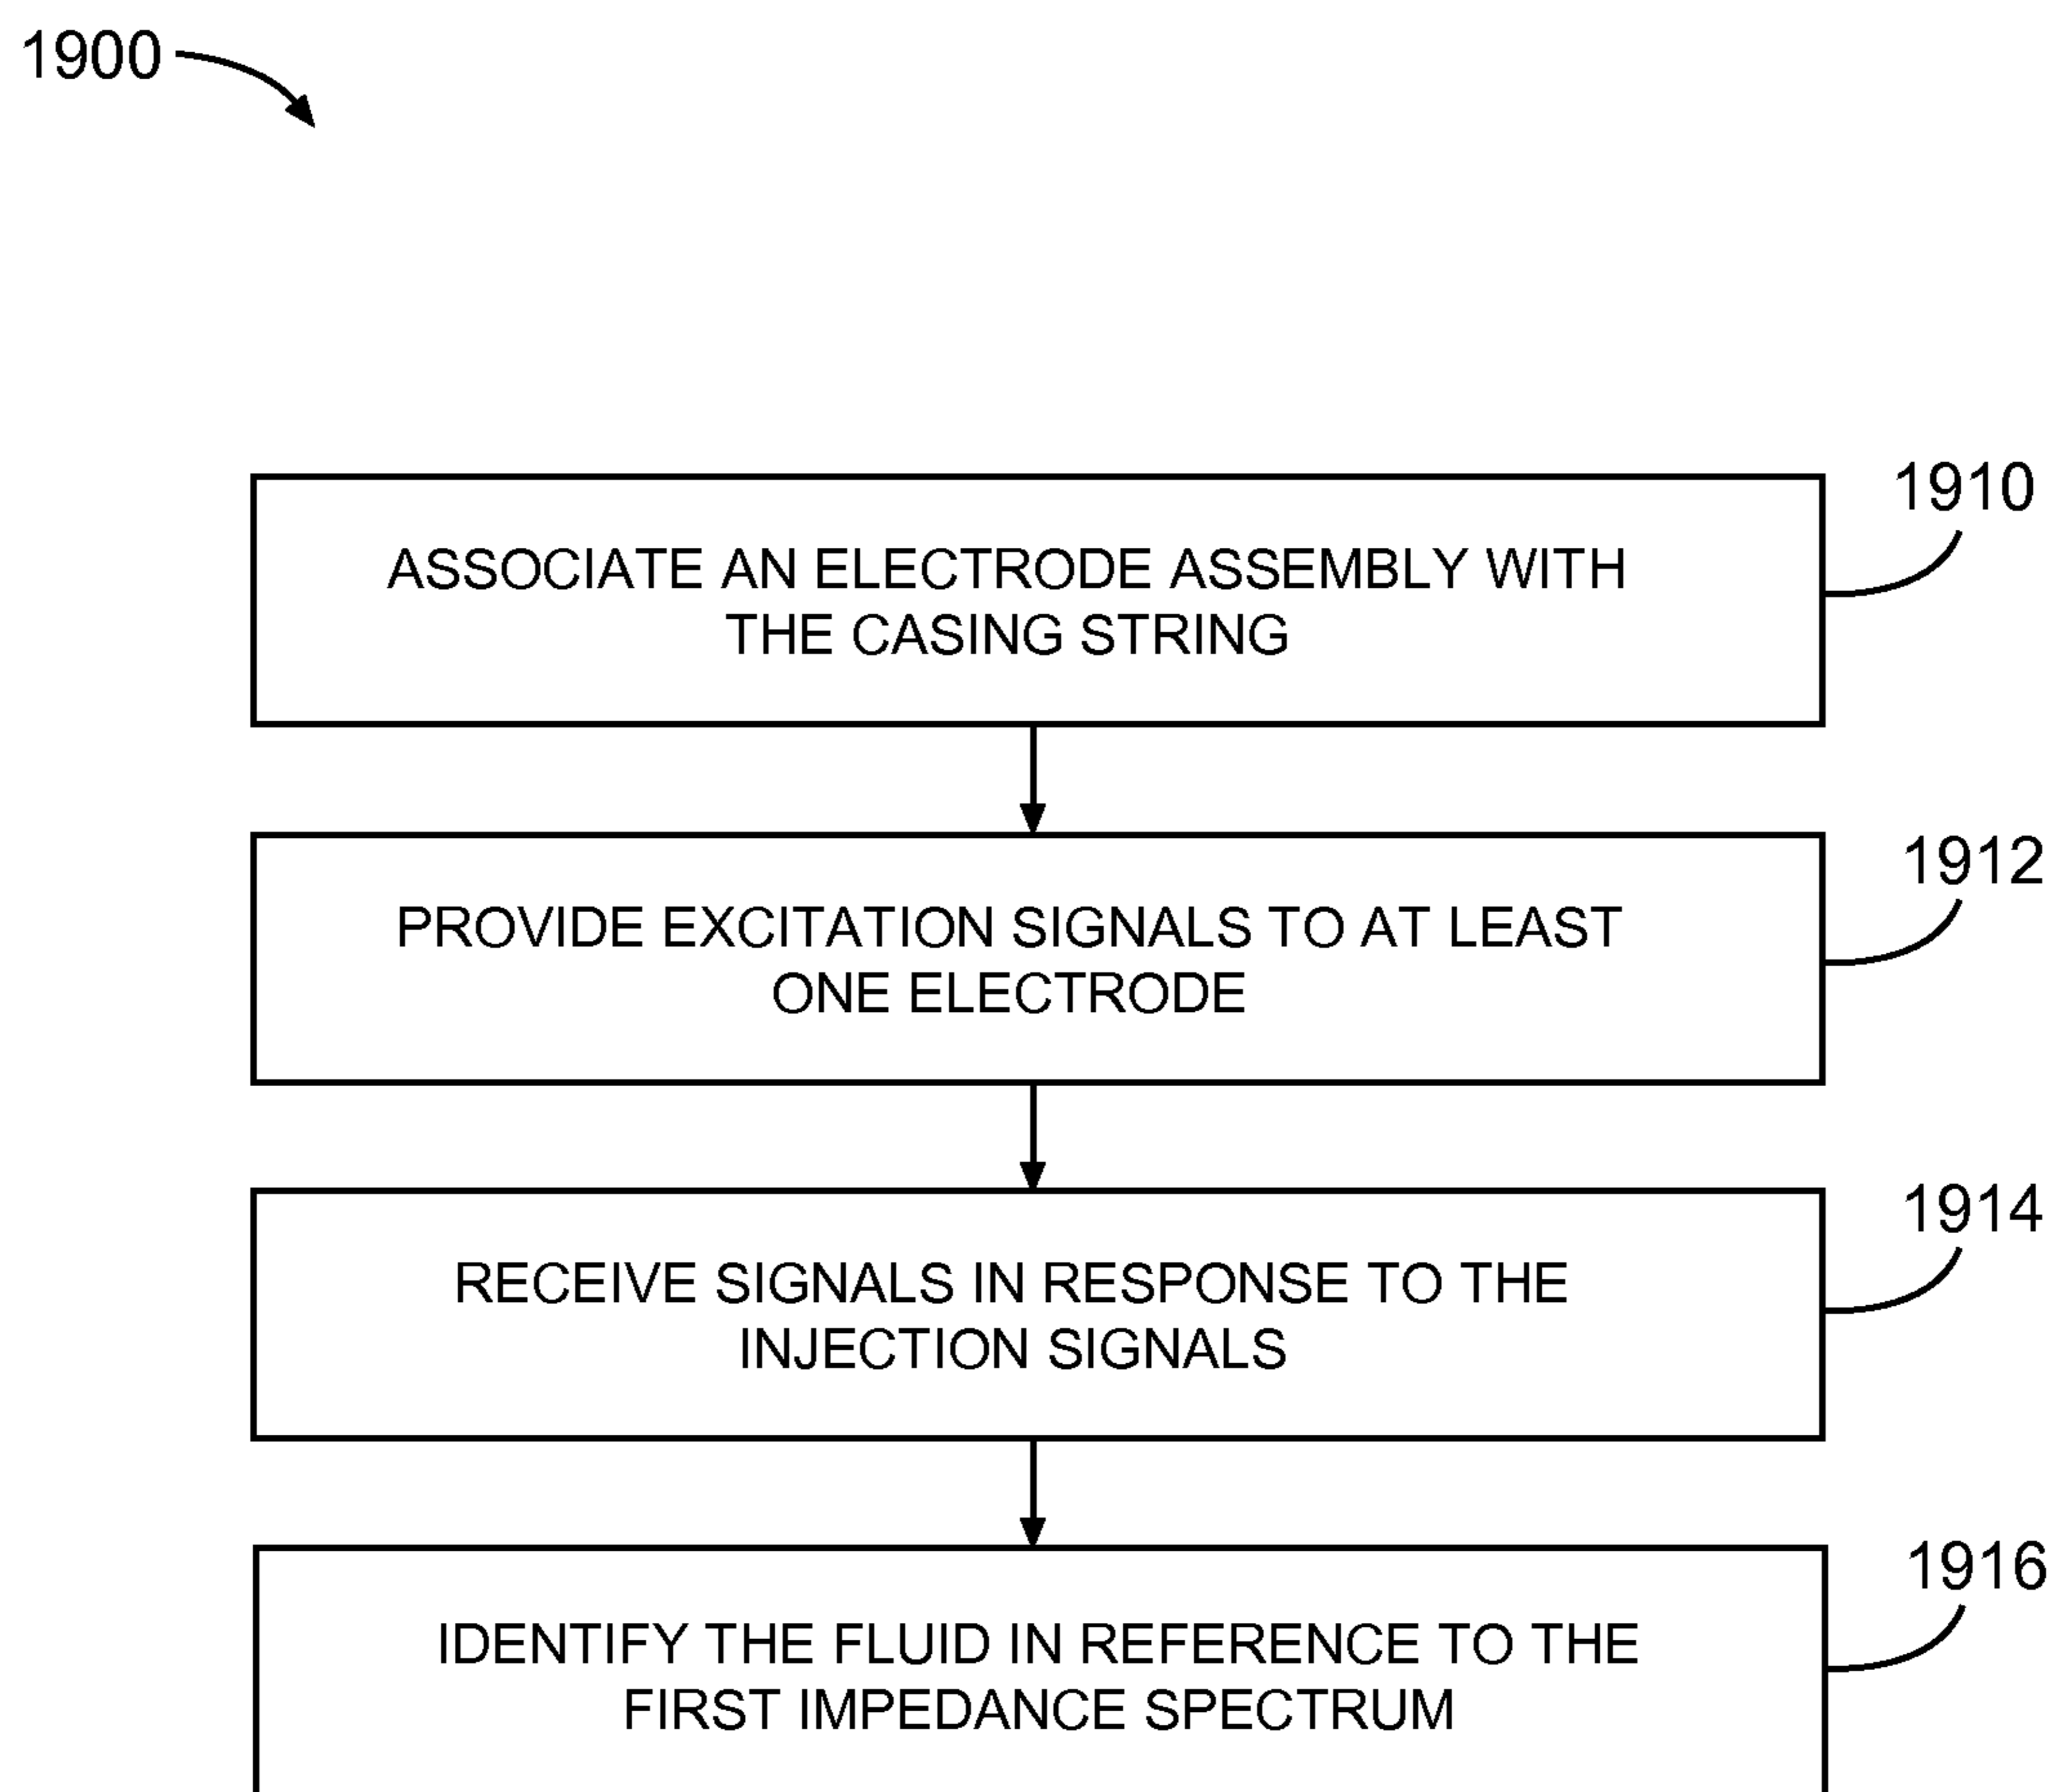 1900
1910
ASSOCIATE AN ELECTRODE ASSEMBLY WITH
THE CASING STRING
1912
PROVIDE EXCITATION SIGNALS TO AT LEAST
ONE ELECTRODE
1914
RECEIVE SIGNALS IN RESPONSE TO THE
INJECTION SIGNALS
1916
IDENTIFY THE FLUID IN REFERENCE TO THE
FIRST IMPEDANCE SPECTRUM